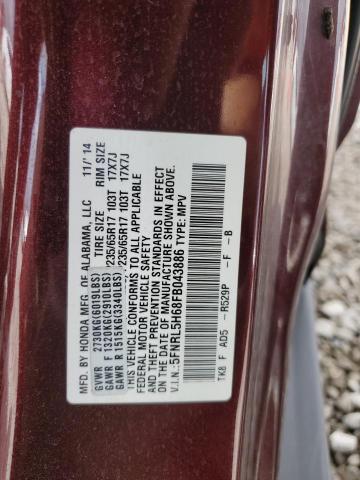 MFD. BY HONDA MFG. OF ALABAMA, LLC 11/'14
TIRE SIZE RIM SIZE
GVWR 2730KG(6019LBS)
GAWR F 1320KG(2910LBS) 235/65R17 103T 17X7J
GAWR R 1515KG(3340LBS) 235/65R17 103T 17X7J
THIS VEHICLE CONFORMS TO ALL APPLICABLE
FEDERAL MOTOR VEHICLE SAFETY
AND THEFT PREVENTION STANDARDS IN EFFECT
ON THE DATE OF MANUFACTURE SHOWN ABOVE.
V.I.N.: 5FNRL5H68FB043886 TYPE: MPV
TK8 F AD5 -R529P -F -B